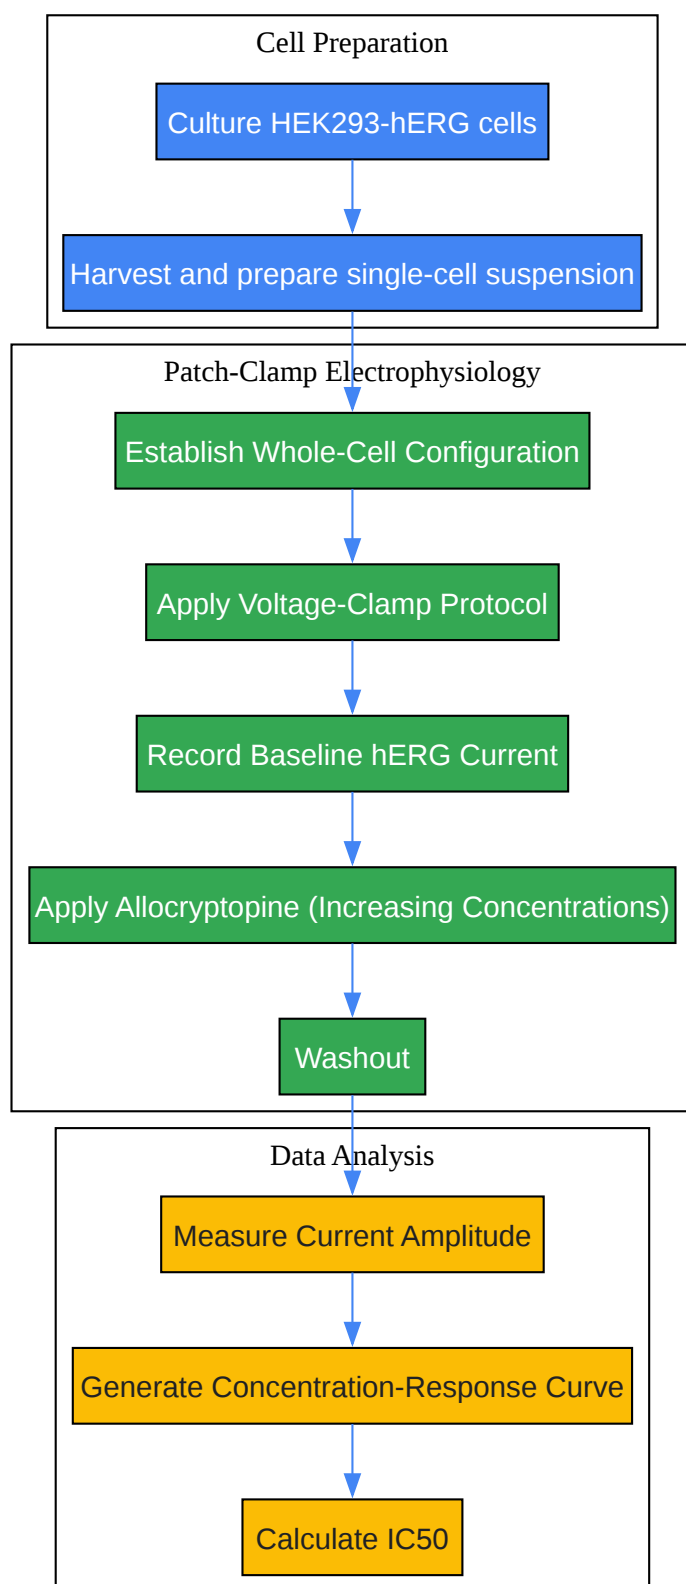 Cell Preparation
Culture HEK293-hERG cells
Harvest and prepare single-cell suspension
Patch-Clamp Electrophysiology
Establish Whole-Cell Configuration
Apply Voltage-Clamp Protocol
Record Baseline hERG Current
Apply Allocryptopine (Increasing Concentrations)
Washout
Data Analysis
Measure Current Amplitude
Generate Concentration-Response Curve
Calculate IC50